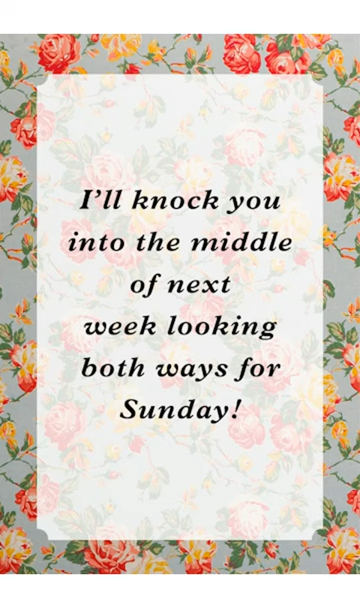 I’ll knock you
into the middle
of next
week looking
both ways for
Sunday!